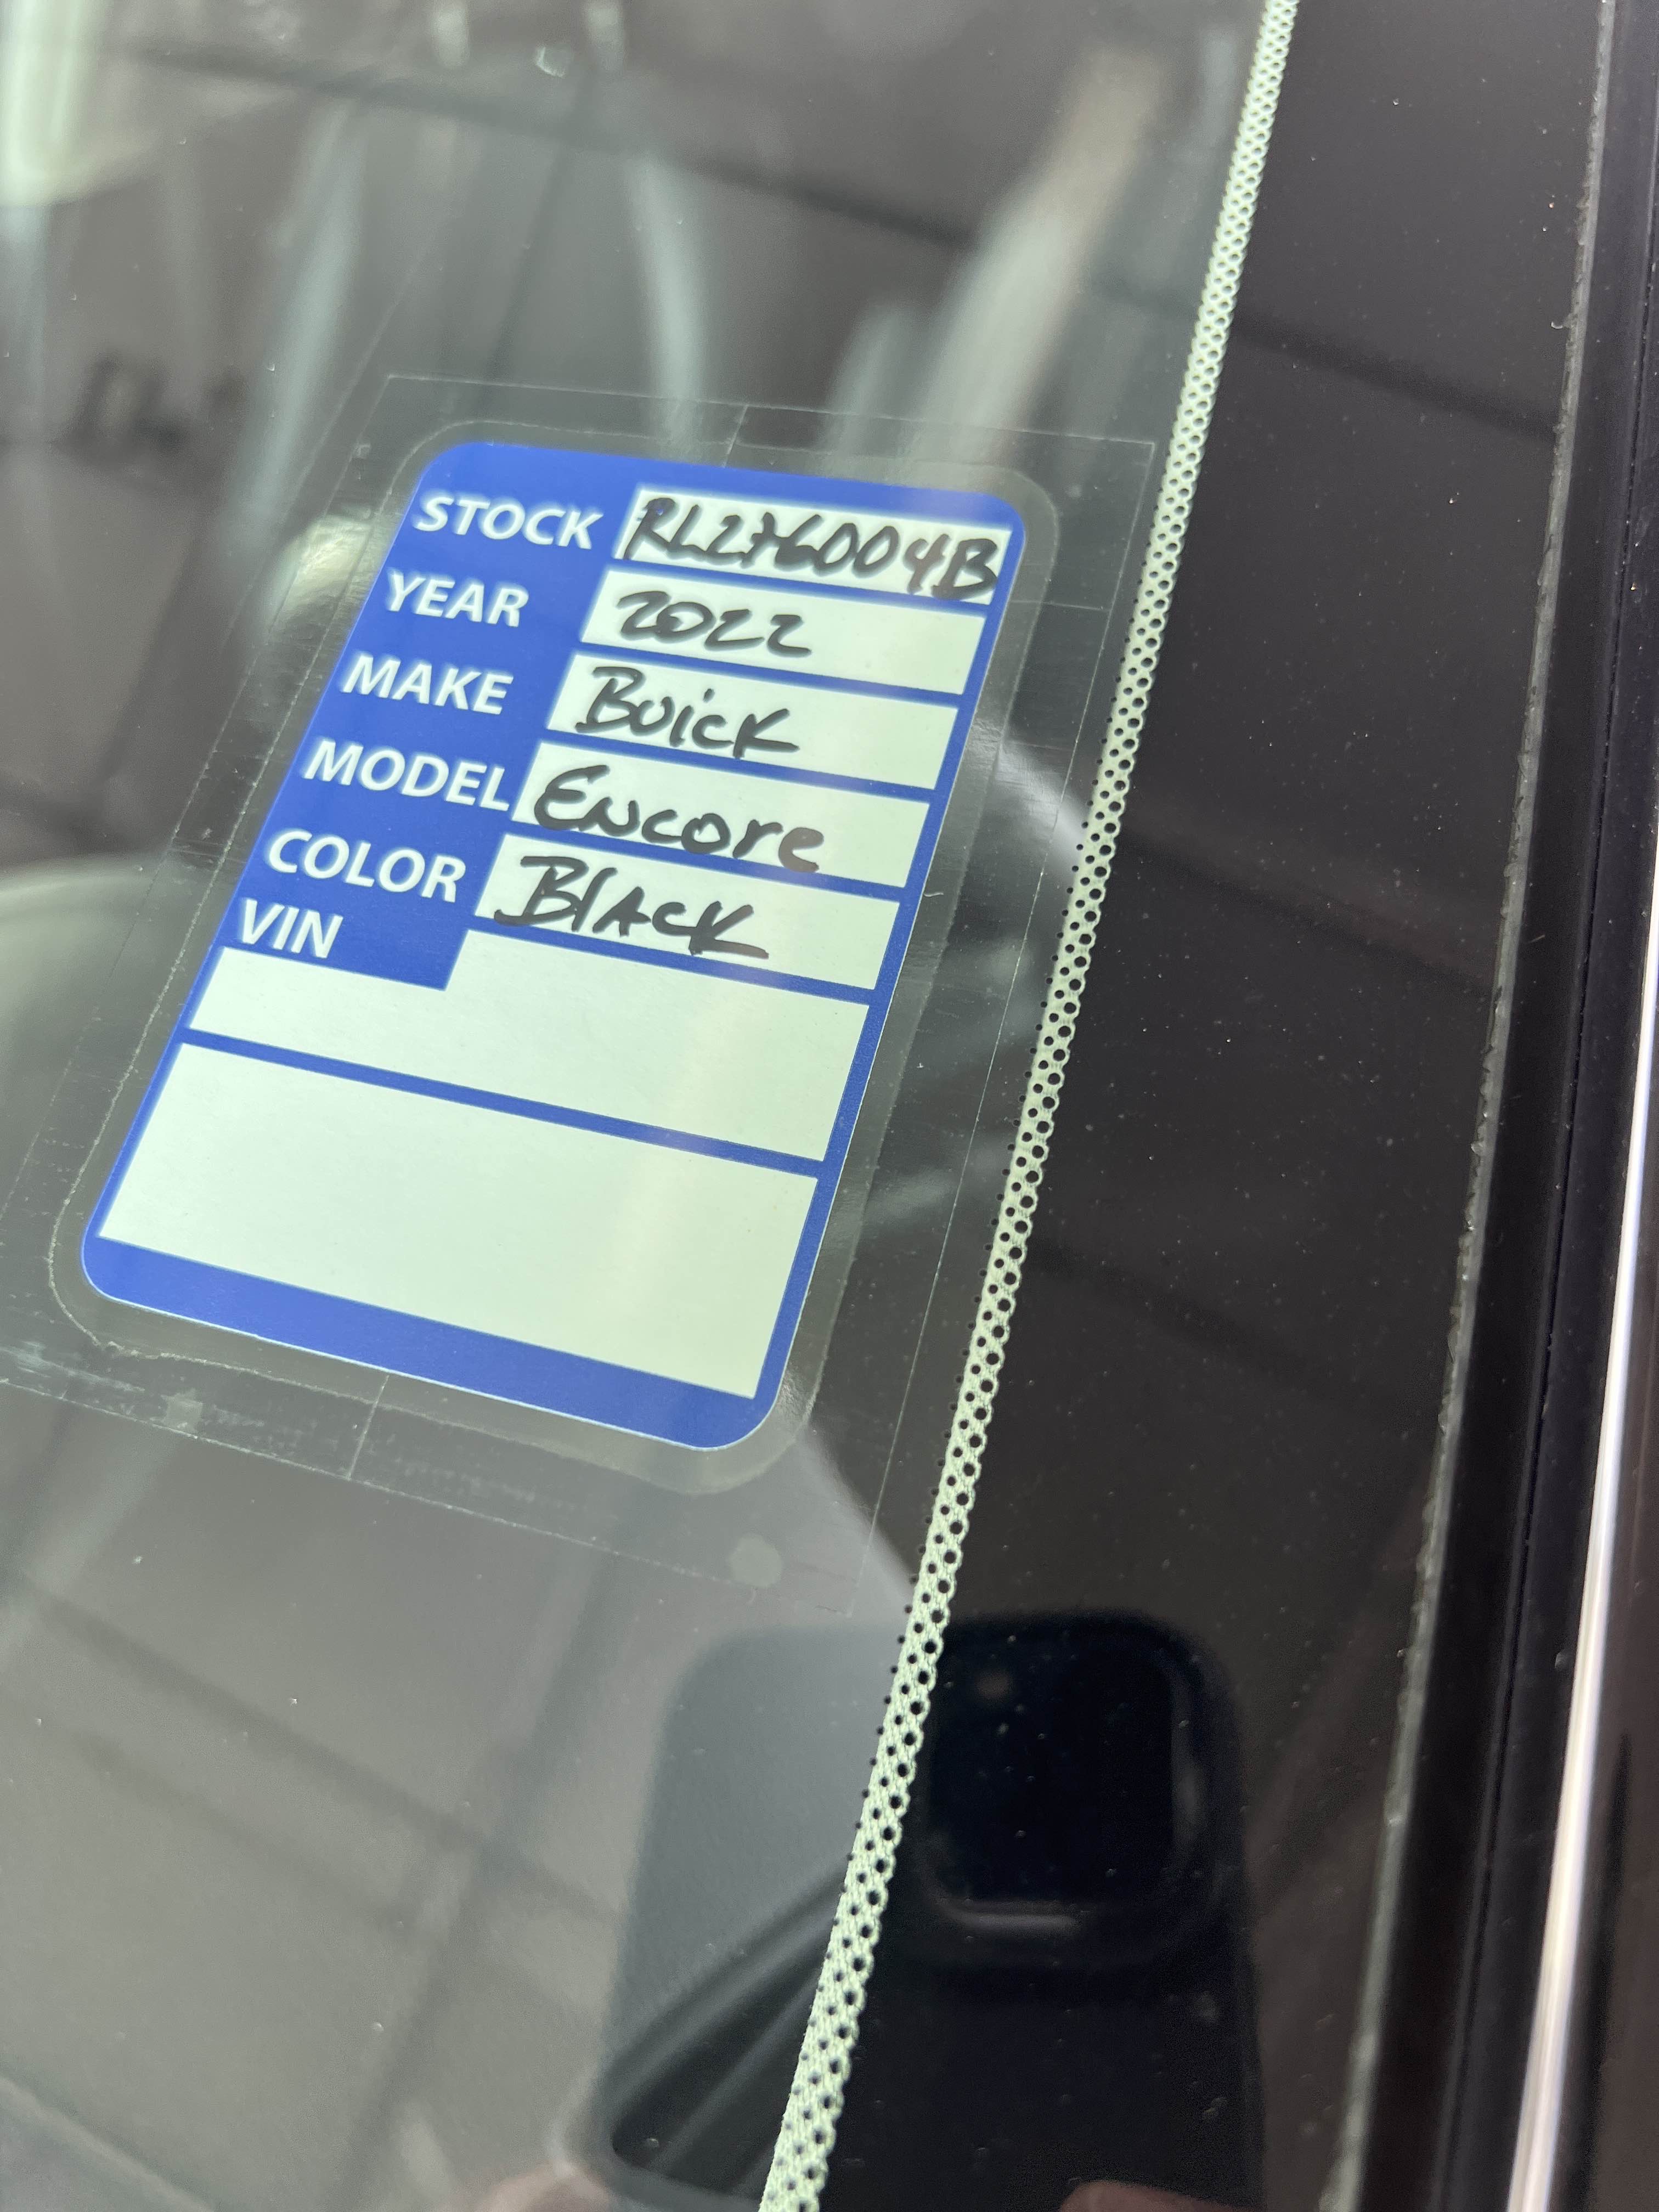 STOCK RL276004B
YEAR 2022
MAKE Buick
MODEL Encore
COLOR Black
VIN